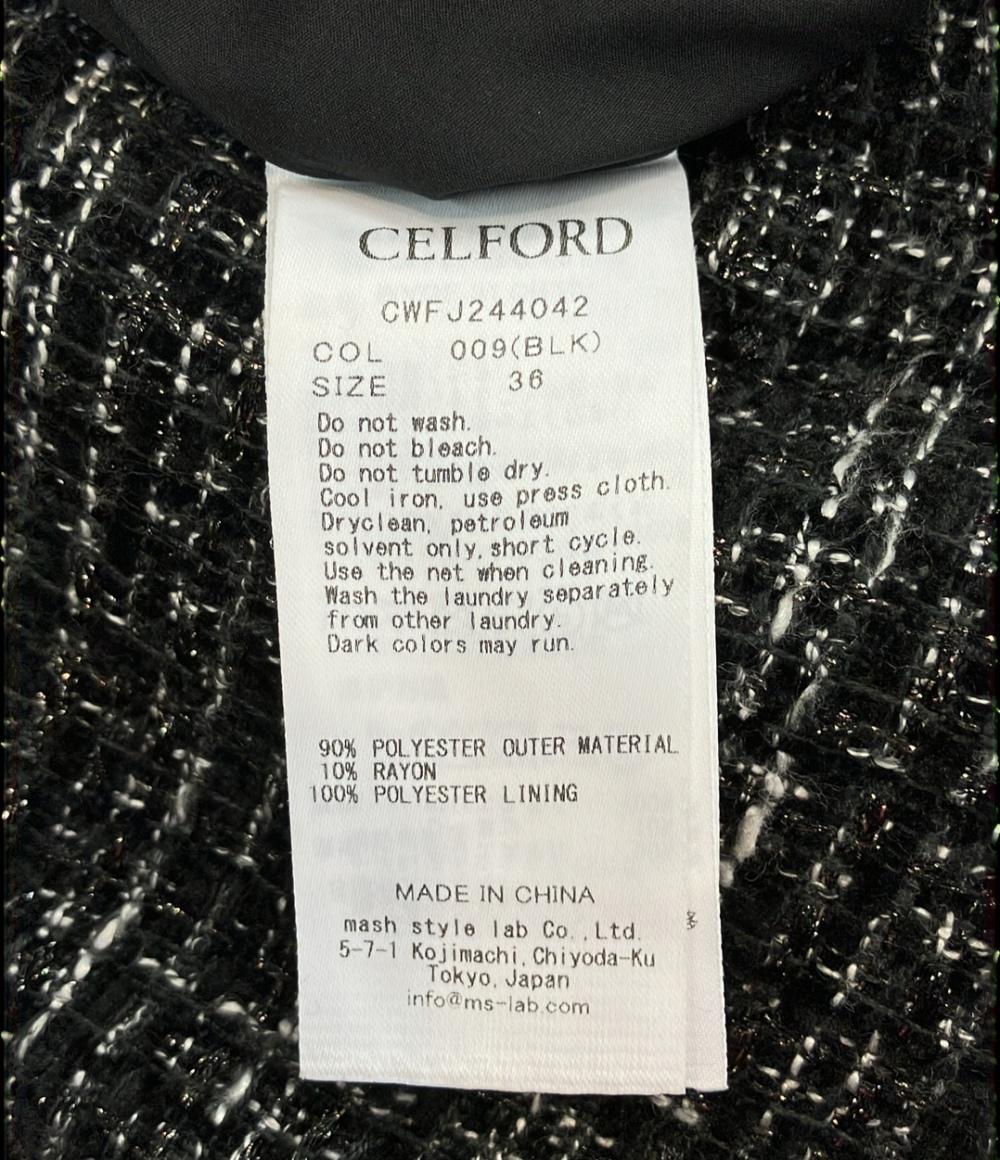 CELFORD
CWFJ244042
COL 009(BLK)
SIZE 36
Do not wash.
Do not bleach.
Do not tumble dry.
Cool iron, use press cloth.
Dryclean, petroleum
solvent only,short cycle.
Use the net when cleaning.
Wash the laundry separately
from other laundry.
Dark colors may run.
90% POLYESTER OUTER MATERIAL
10% RAYON
100% POLYESTER LINING
MADE IN CHINA
mash style lab Co.,Ltd.
5-7-1 Kojimachi,Chiyoda-Ku
Tokyo,Japan
info@ms-lab.com